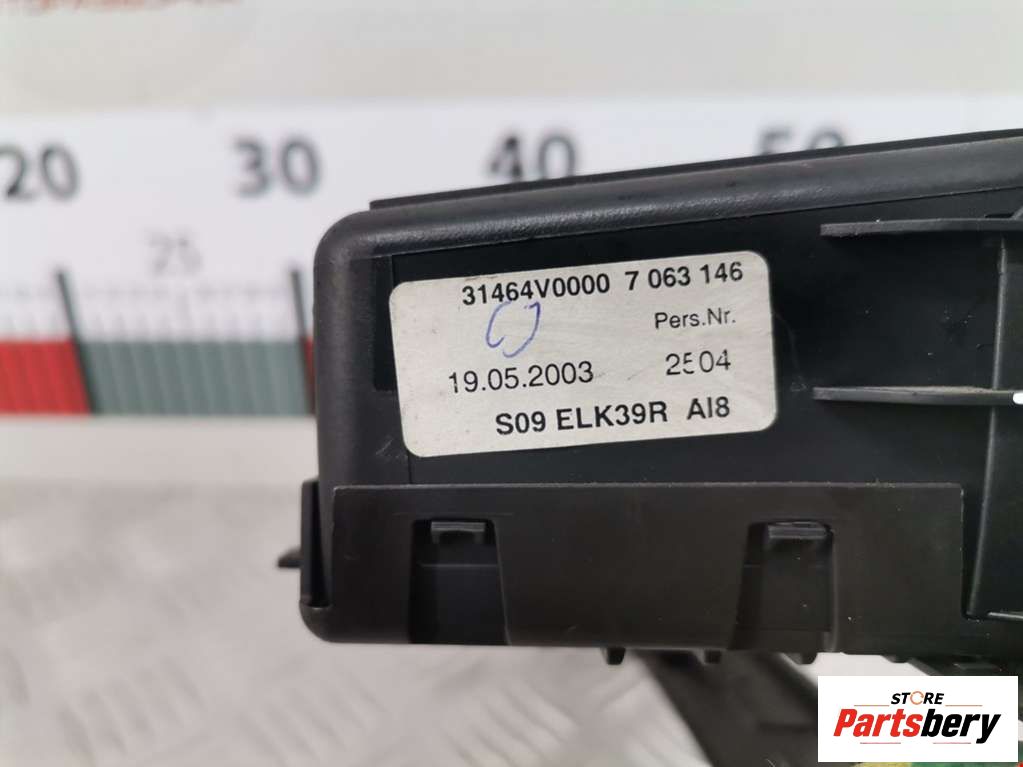 20 30 40 50
25
31464V0000 7 063 146
Pers.Nr.
19.05.2003 2504
S09 ELK39R AI8
STORE
Partsbery